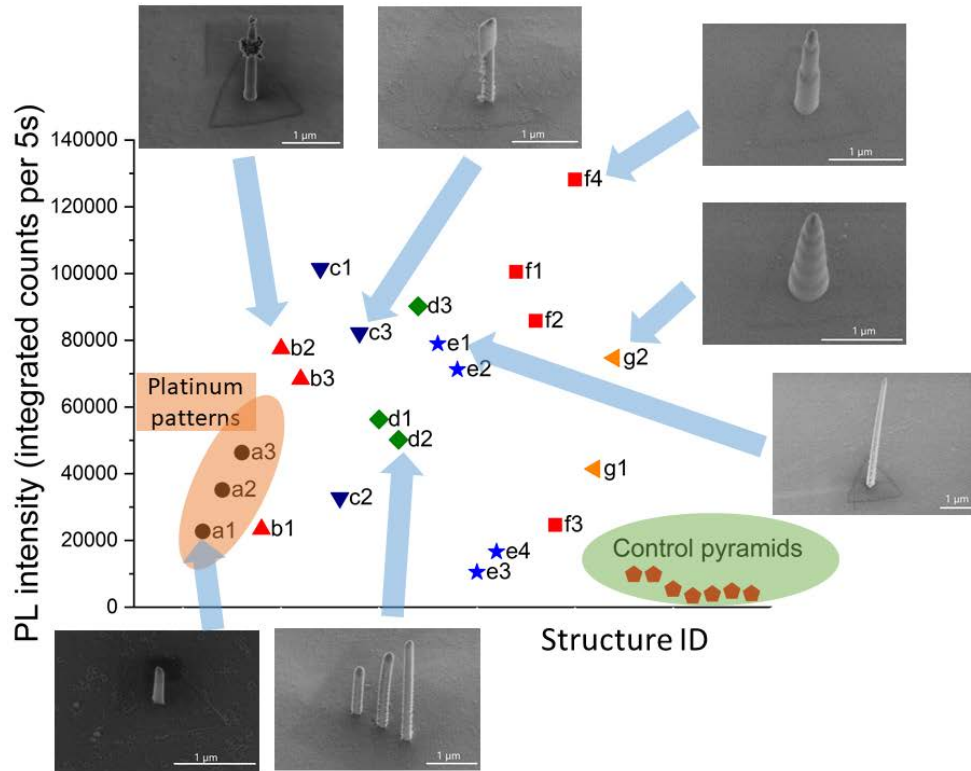 1 µm
1 µm
1 µm
PL intensity (integrated counts per 5s)
140000
120000
100000
80000
60000
40000
20000
0
f4
c1
f1
d3
f2
c3
e1
b2
g2
e2
b3
Platinum
patterns
d1
d2
a3
g1
a2
c2
a1
b1
f3
e4
e3
Control pyramids
1 µm
1 µm
Structure ID
1 µm
1 µm